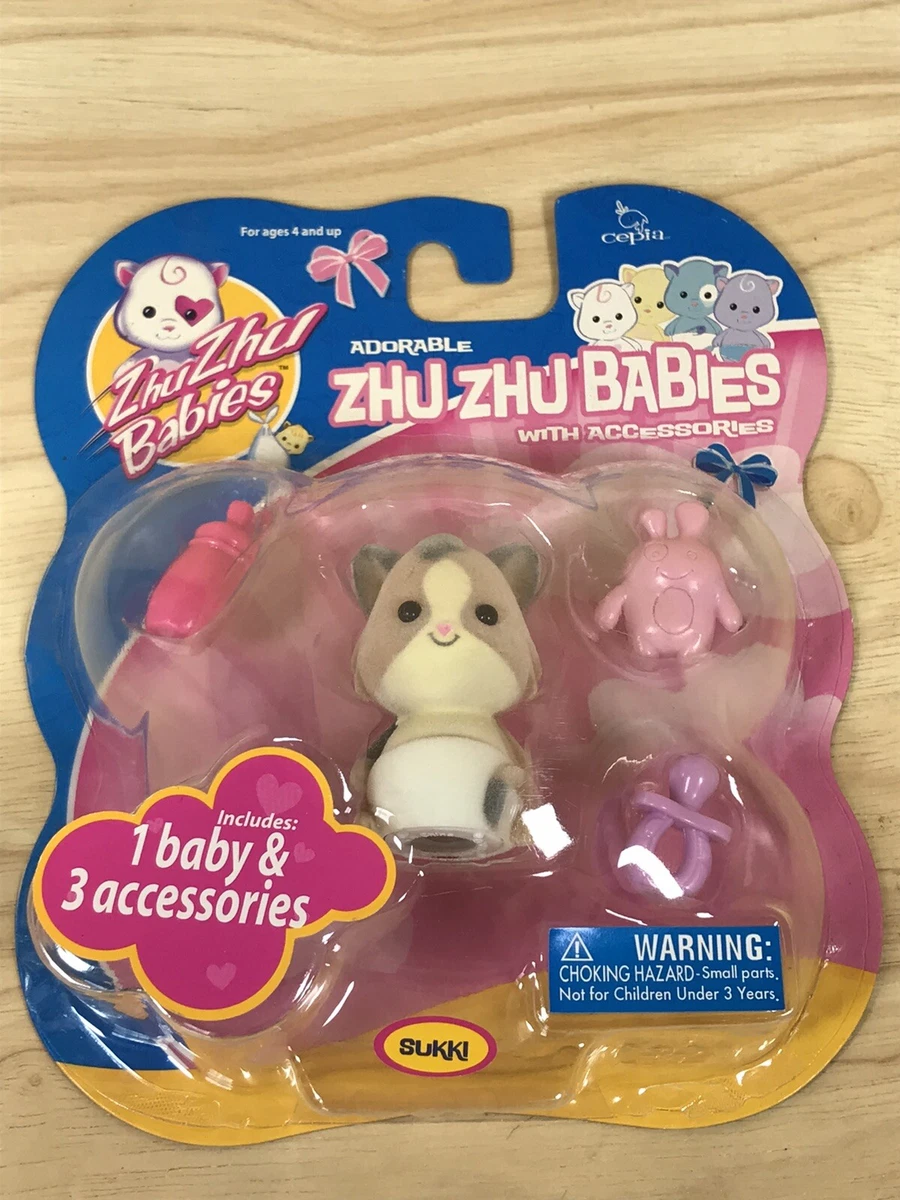 For ages 4 and up
cepia
ZhuZhu
Babies™
ADORABLE
ZHU ZHU BABIES
WITH ACCESSORIES
Includes:
1 baby &
3 accessories
WARNING:
CHOKING HAZARD-Small parts.
Not for Children Under 3 Years.
SUKKI